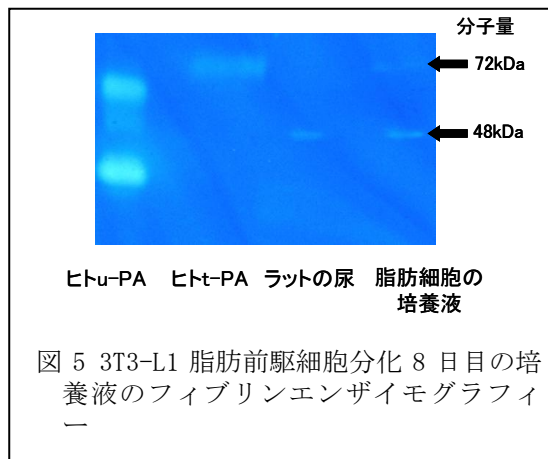 分子量
72kDa
48kDa
ヒトu-PA ヒトt-PA ラットの尿 脂肪細胞の
培養液
図 5 3T3-L1 脂肪前駆細胞分化 8 日目の培
養液のフィブリンエンザイモグラフィ
ー